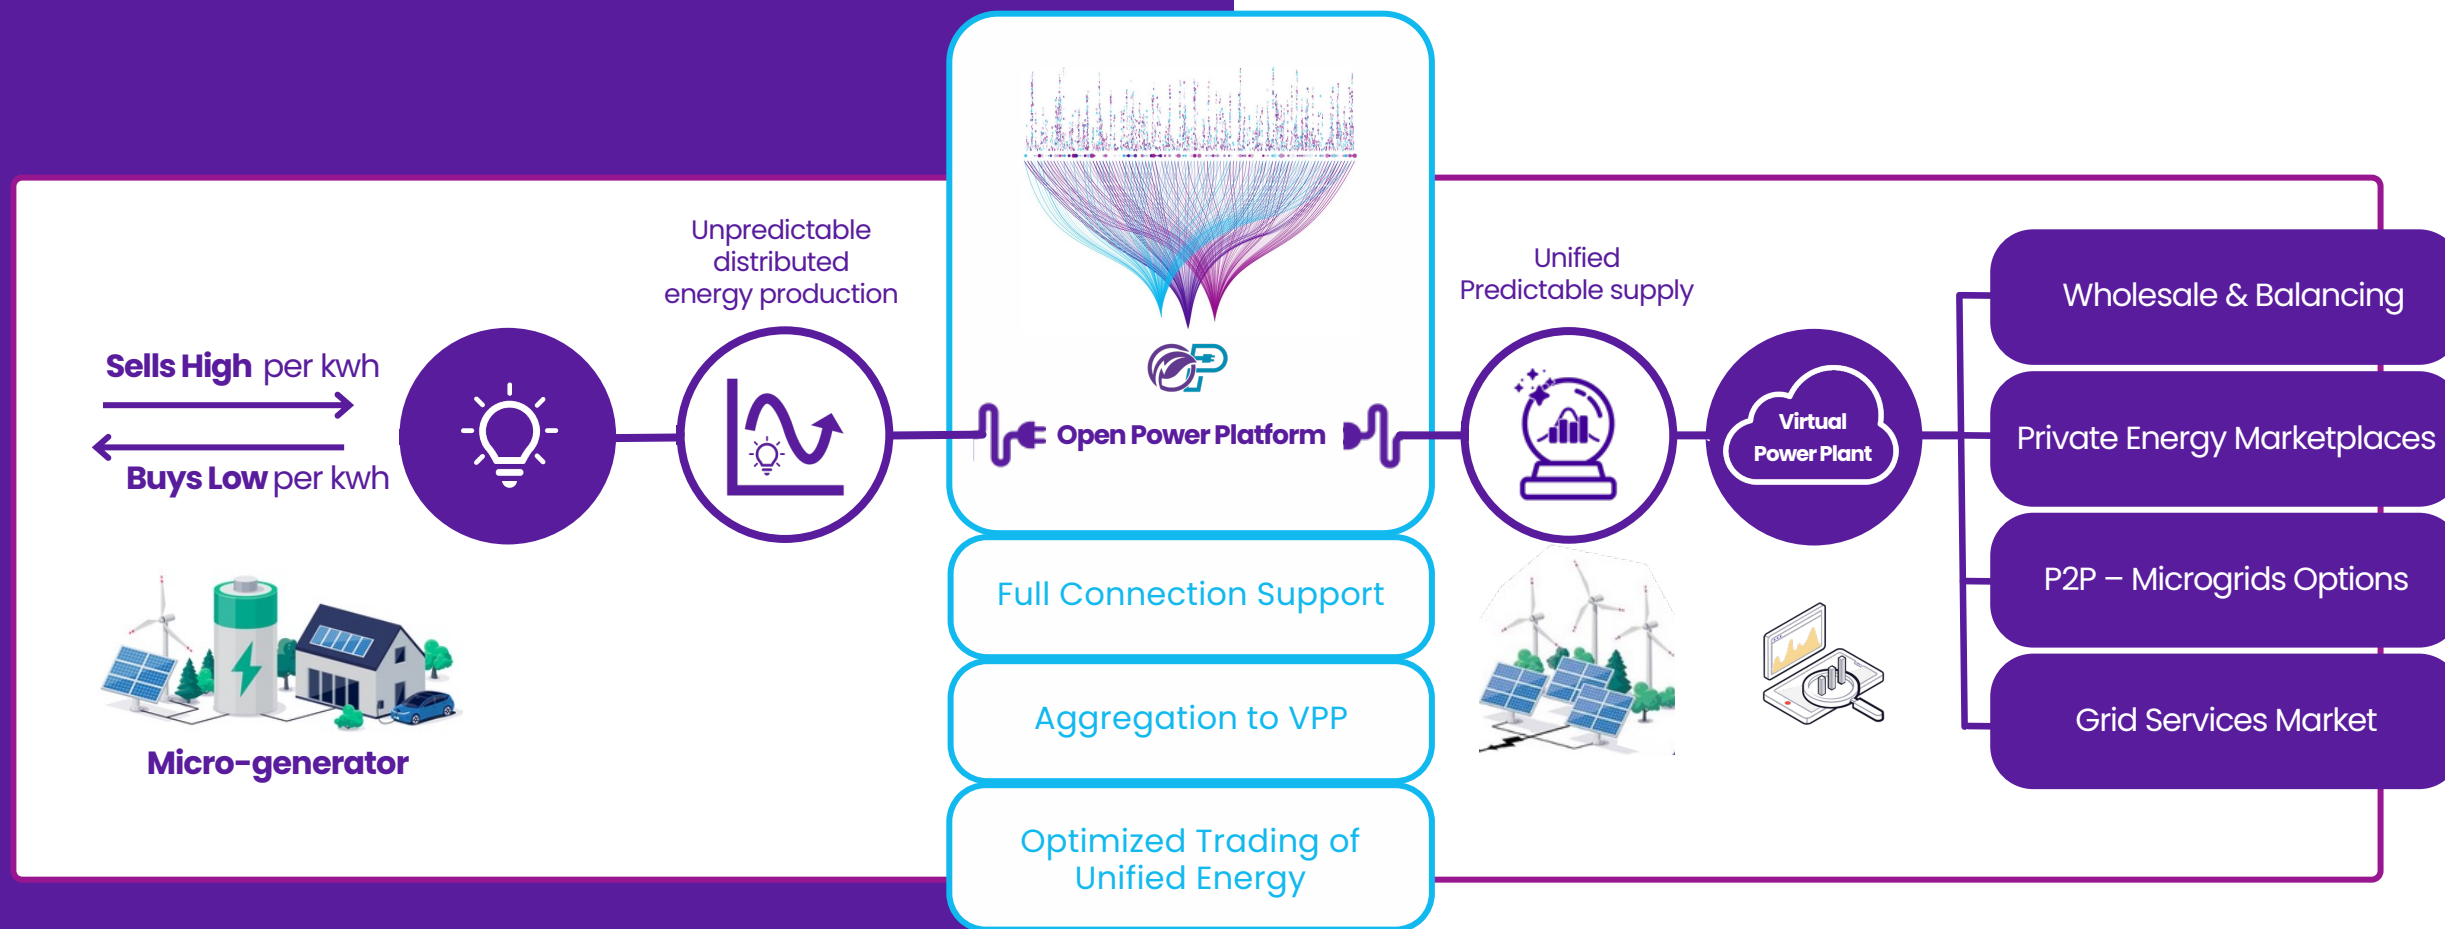 Sells High per kwh
Buys Low per kwh
Micro-generator
Unpredictable
distributed
energy production
Open Power Platform
Full Connection Support
Aggregation to VPP
Optimized Trading of
Unified Energy
Unified
Predictable supply
Virtual
Power Plant
Wholesale & Balancing
Private Energy Marketplaces
P2P – Microgrids Options
Grid Services Market